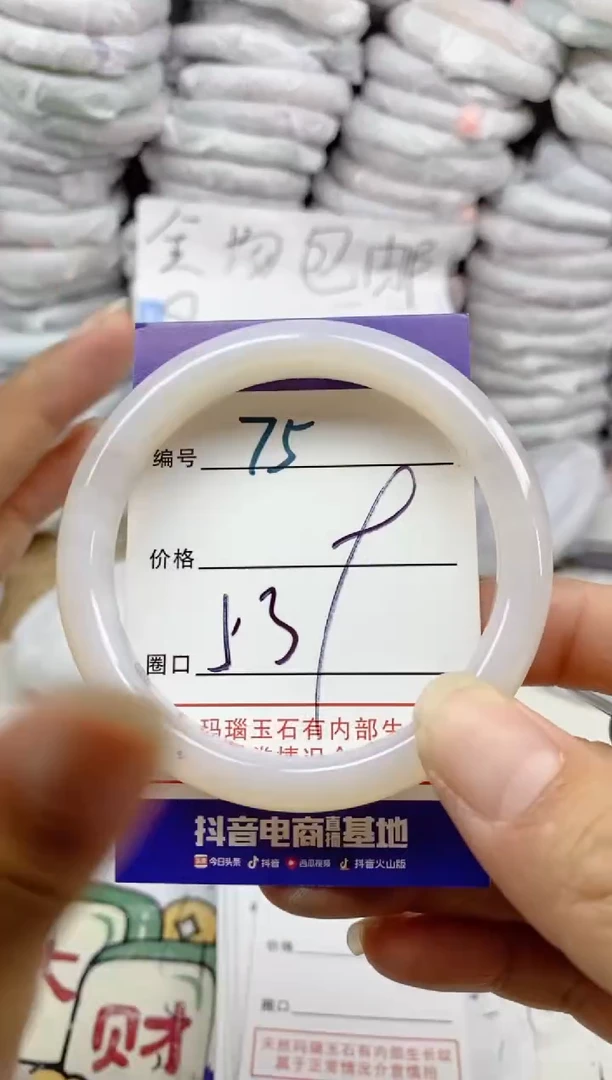 全场包邮
编号 75
价格
圈口 53
玛瑙玉石有内部生
抖音电商直播基地
今日头条 抖音 西瓜视频 抖音火山版
财
价格
圈口
天然玛瑙玉石有内部生长纹
属于正常情况介意慎拍